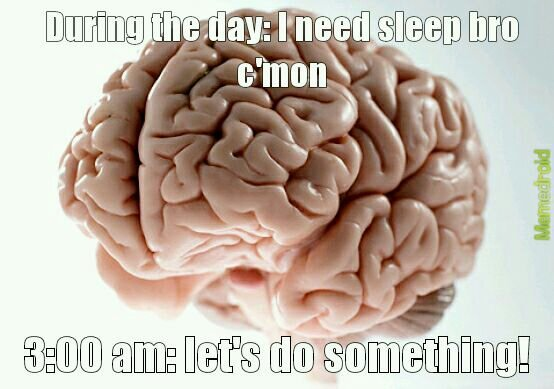 During the day: I need sleep bro
c'mon
Memedroid
3:00 am: let's do something!